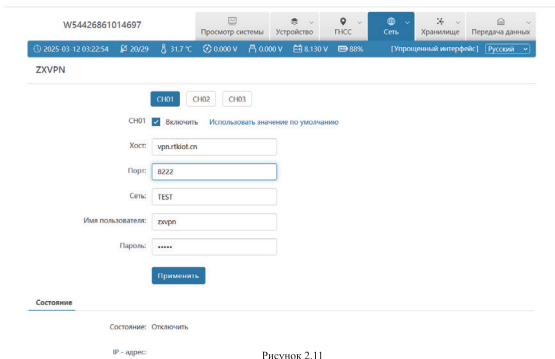 W54426861014697
Просмотр системы
Устройство
ГНСС
Сеть
Хранилище
Передача данных
2025-03-12 03:22:54 20/29 31.7 ℃ 0.000 V 0.000 V 8.130 V 88% [Упрощенный интерфейс] Русский
ZXVPN
CH01 CH02 CH03
CH01 Включить Использовать значение по умолчанию
Хост: vpn.rtkiot.cn
Порт: 8222
Сеть: TEST
Имя пользователя: zxvpn
Пароль: •••••
Применить
Состояние
Состояние: Отключить
IP - адрес:
Рисунок 2.11